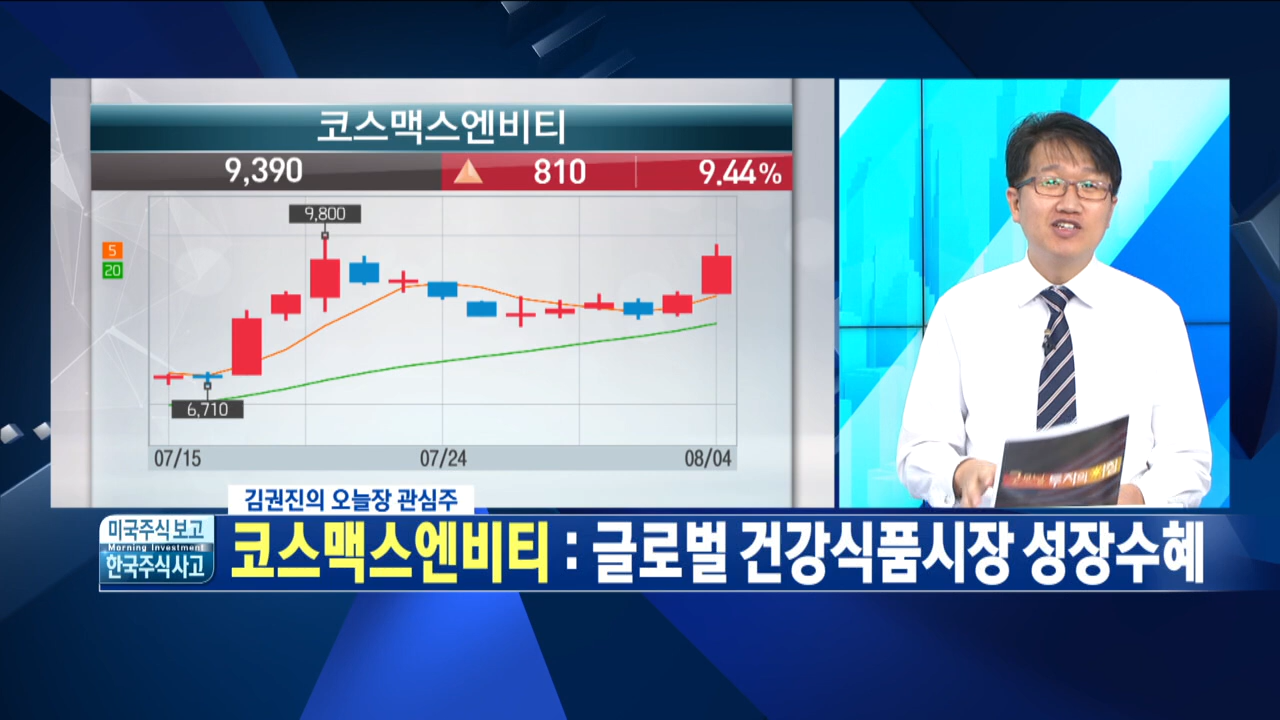 코스맥스엔비티
9,390 810 9.44%
9,800
5
20
6,710
07/15 07/24 08/04
김권진의 오늘장 관심주
미국주식 보고
Morning Investment
한국주식 사고
코스맥스엔비티 : 글로벌 건강식품시장 성장수혜
투자의